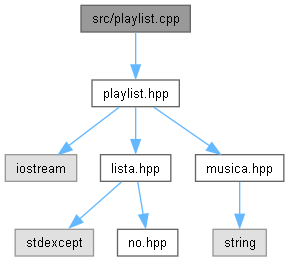 src/playlist.cpp
playlist.hpp
iostream
lista.hpp
musica.hpp
stdexcept
no.hpp
string